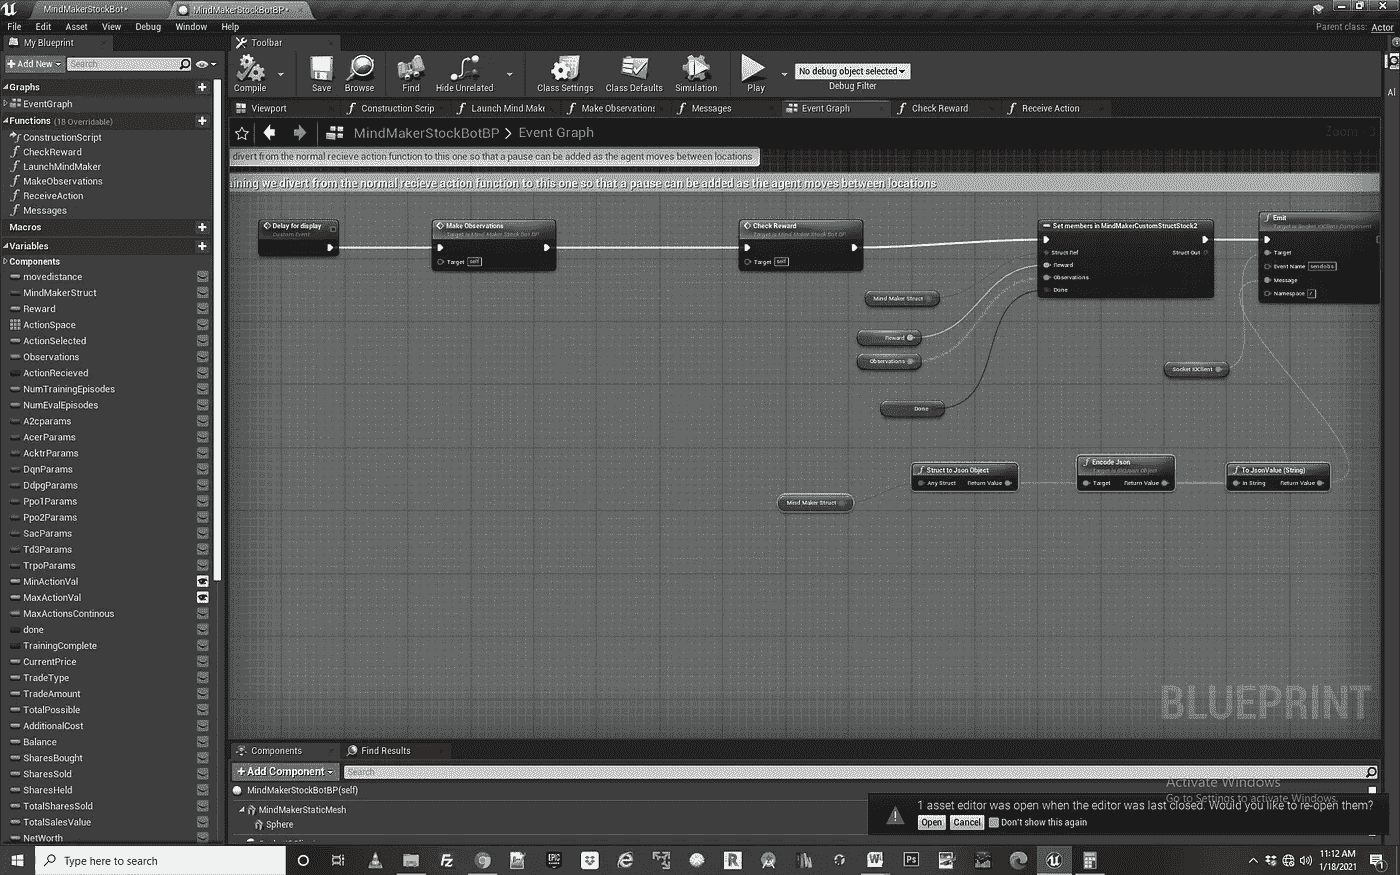 MindMakerStockBot*
MindMakerStockBotBP*
File Edit Asset View Debug Window Help
Parent class: Actor
My Blueprint
Toolbar
+ Add New Search
Compile Save Browse Find Hide Unrelated Class Settings Class Defaults Simulation Play
No debug object selected
Debug Filter
Viewport Construction Scrip Launch Mind Make Make Observations Messages Event Graph Check Reward Receive Action
MindMakerStockBotBP > Event Graph
Graphs
EventGraph
Functions (18 Overridable)
ConstructionScript
CheckReward
LaunchMindMaker
MakeObservations
ReceiveAction
Messages
Macros
Variables
Components
movedistance
MindMakerStruct
Reward
ActionSpace
ActionSelected
Observations
ActionRecieved
NumTrainingEpisodes
NumEvalEpisodes
A2cparams
AcerParams
AcktrParams
DqnParams
DdpgParams
Ppo1Params
Ppo2Params
SacParams
Td3Params
TrpoParams
MinActionVal
MaxActionVal
MaxActionsContinous
done
TrainingComplete
CurrentPrice
TradeType
TradeAmount
TotalPossible
AdditionalCost
Balance
SharesBought
SharesSold
SharesHeld
TotalSharesSold
TotalSalesValue
NetWorth
divert from the normal recieve action function to this one so that a pause can be added as the agent moves between locations
aining we divert from the normal recieve action function to this one so that a pause can be added as the agent moves between locations
Delay for display
Custom Event
Make Observations
Target is Mind Maker Stock Bot BP
Target self
Check Reward
Target is Mind Maker Stock Bot BP
Target self
Set members in MindMakerCustomStructStock2
Struct Ref Struct Out
Reward
Observations
Done
Emit
Target is Socket IOClient Component
Target
Event Name sendobs
Message
Namespace /
Mind Maker Struct
Reward
Observations
Done
Socket IOClient
Mind Maker Struct
Struct to Json Object
Any Struct Return Value
Encode Json
Target is SIOJson Object
Target Return Value
To JsonValue (String)
In String Return Value
BLUEPRINT
Components Find Results
+Add Component Search
MindMakerStockBotBP(self)
MindMakerStaticMesh
Sphere
Activate Windows
Go to Settings to activate Windows.
1 asset editor was open when the editor was last closed. Would you like to re-open them?
Open Cancel Don't show this again
Type here to search
11:12 AM
1/18/2021